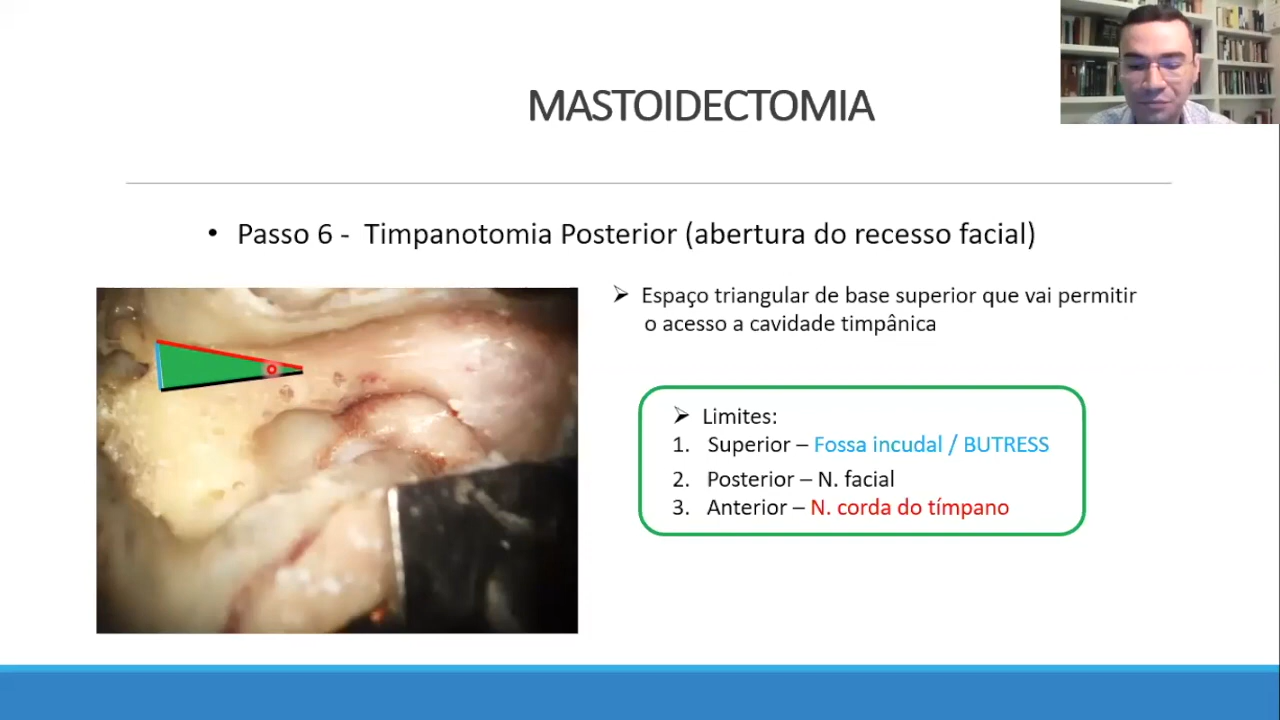 MASTOIDECTOMIA
• Passo 6 - Timpanotomia Posterior (abertura do recesso facial)
➢ Espaço triangular de base superior que vai permitir
o acesso a cavidade timpânica
➢ Limites:
1. Superior – Fossa incudal / BUTRESS
2. Posterior – N. facial
3. Anterior – N. corda do tímpano